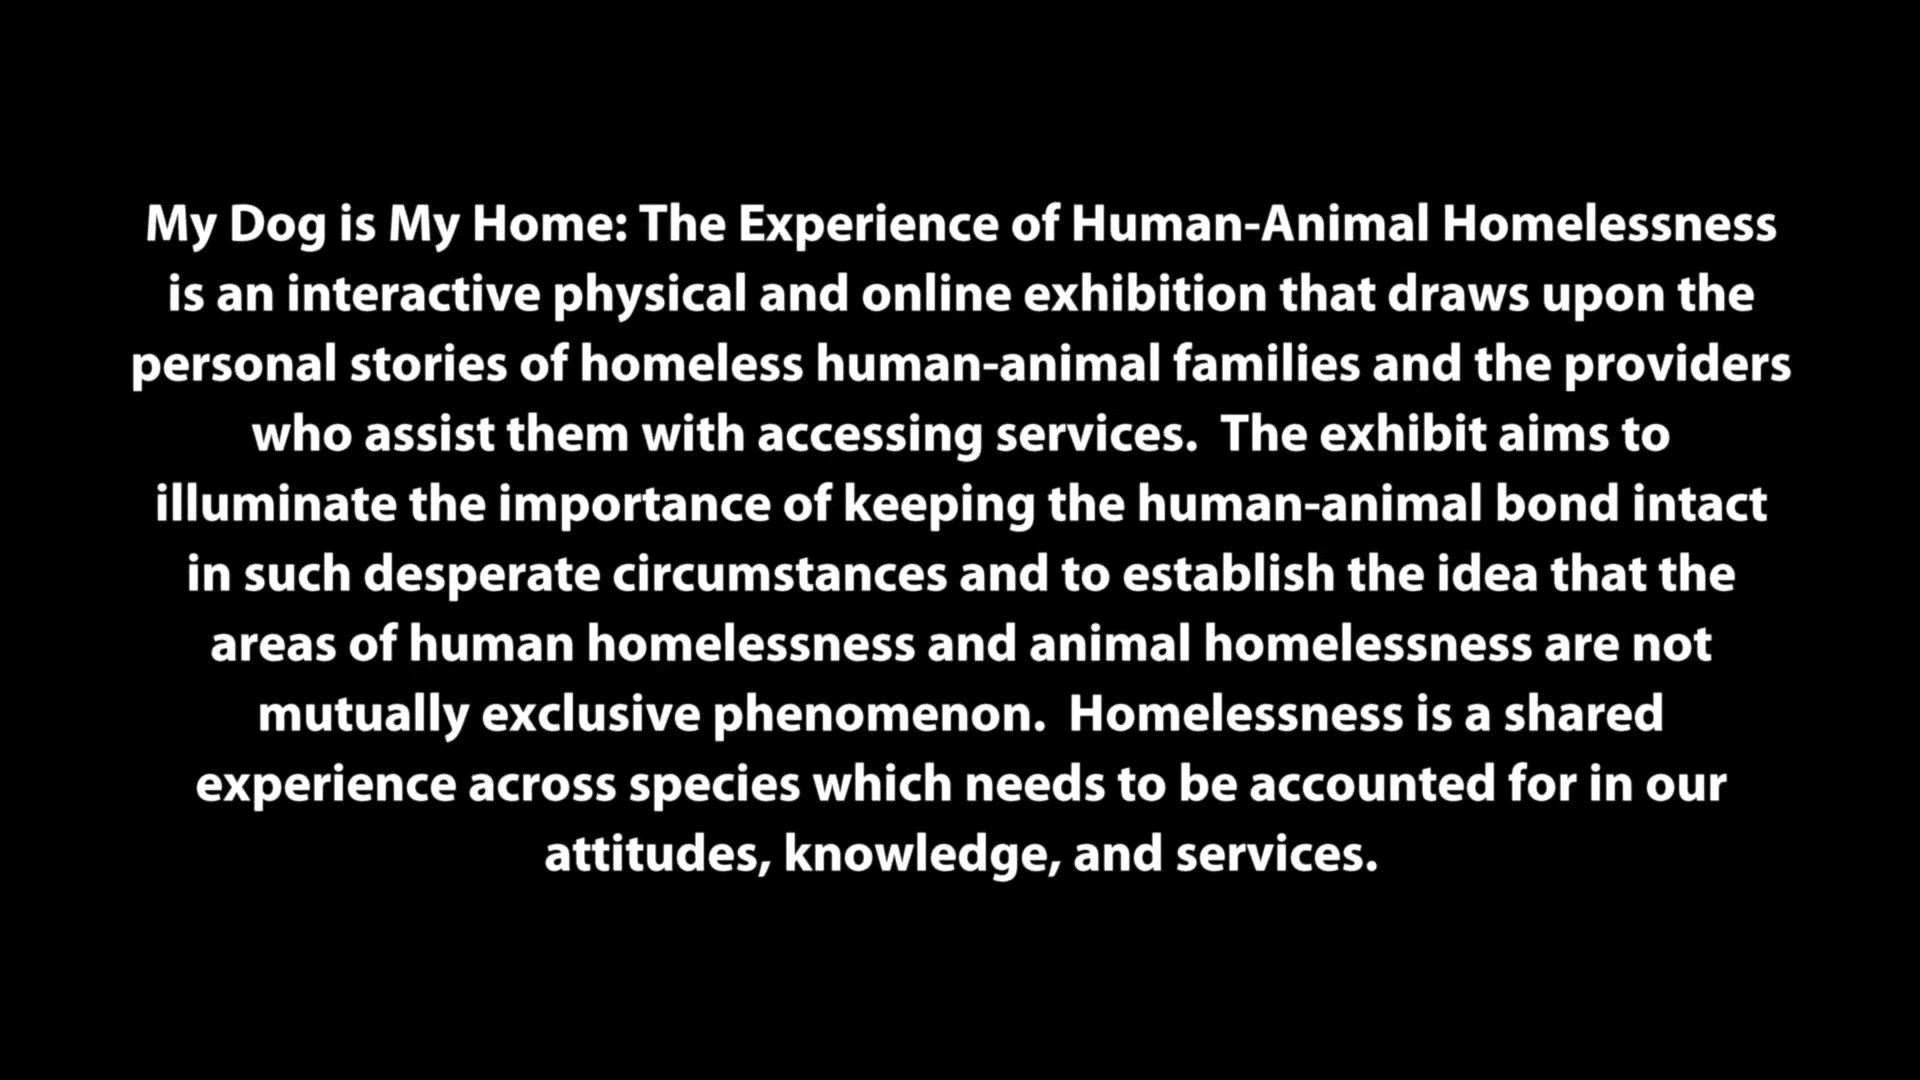 My Dog is My Home: The Experience of Human-Animal Homelessness
is an interactive physical and online exhibition that draws upon the
personal stories of homeless human-animal families and the providers
who assist them with accessing services.  The exhibit aims to
illuminate the importance of keeping the human-animal bond intact
in such desperate circumstances and to establish the idea that the
areas of human homelessness and animal homelessness are not
mutually exclusive phenomenon.  Homelessness is a shared
experience across species which needs to be accounted for in our
attitudes, knowledge, and services.